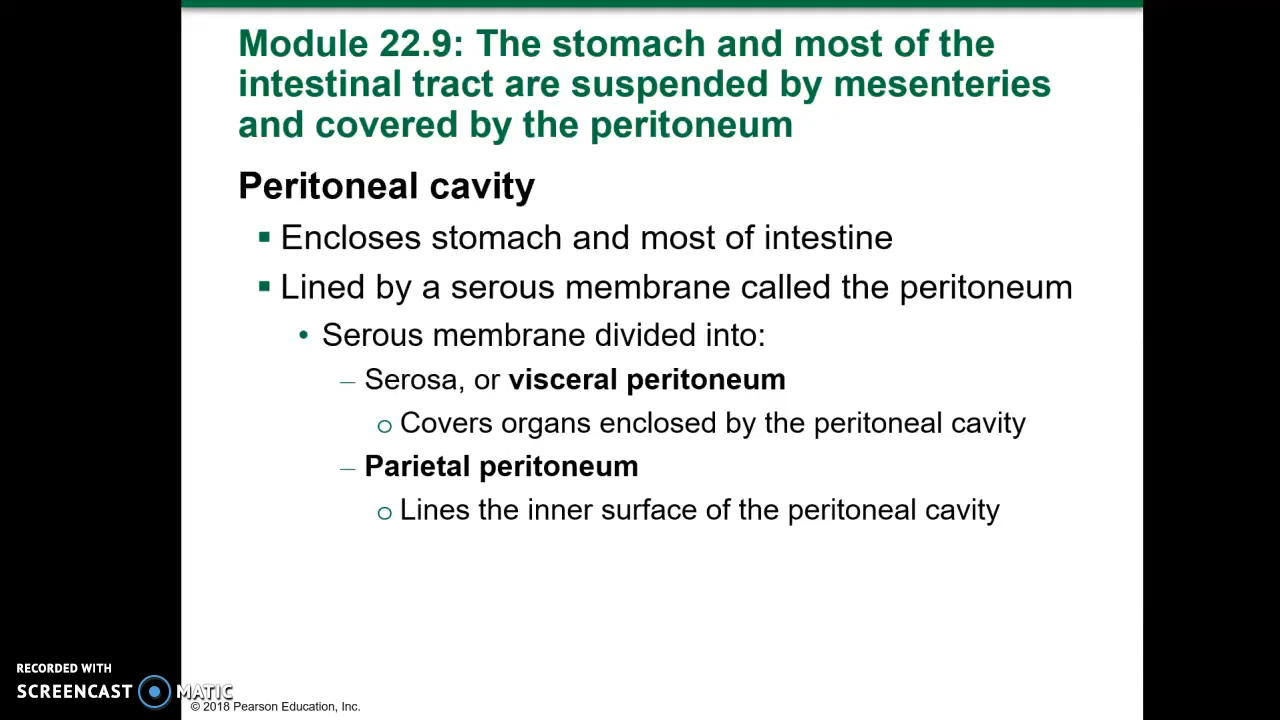 Module 22.9: The stomach and most of the
intestinal tract are suspended by mesenteries
and covered by the peritoneum
Peritoneal cavity
▪ Encloses stomach and most of intestine
▪ Lined by a serous membrane called the peritoneum
• Serous membrane divided into:
– Serosa, or visceral peritoneum
o Covers organs enclosed by the peritoneal cavity
– Parietal peritoneum
o Lines the inner surface of the peritoneal cavity
RECORDED WITH
SCREENCAST MATIC
© 2018 Pearson Education, Inc.